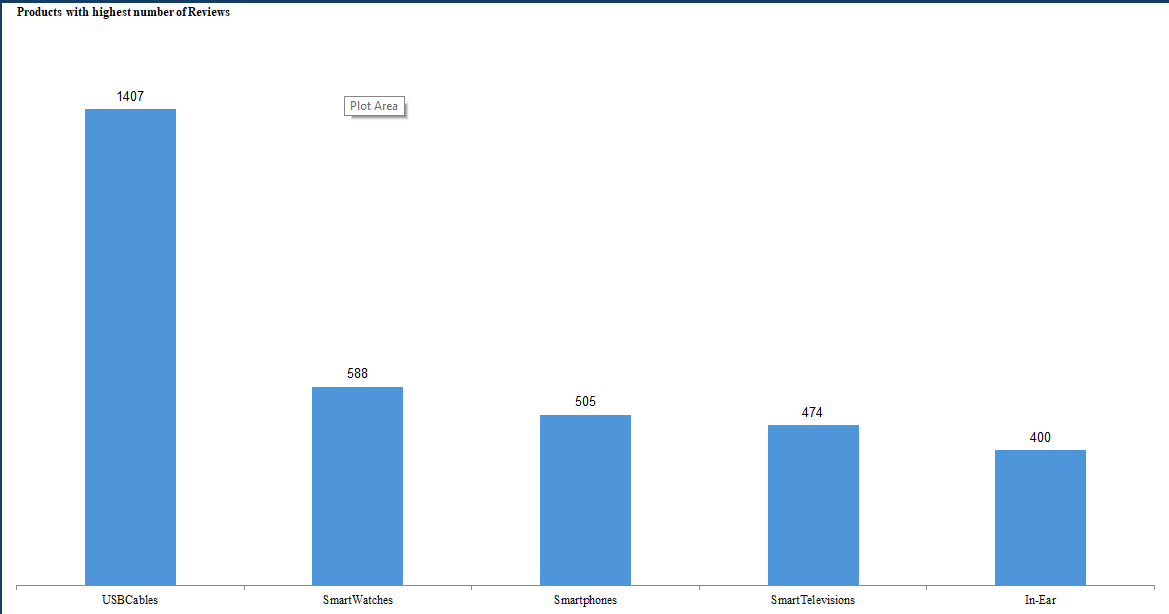 Products with highest number of Reviews
1407
Plot Area
588
505
474
400
USBCables
SmartWatches
Smartphones
SmartTelevisions
In-Ear